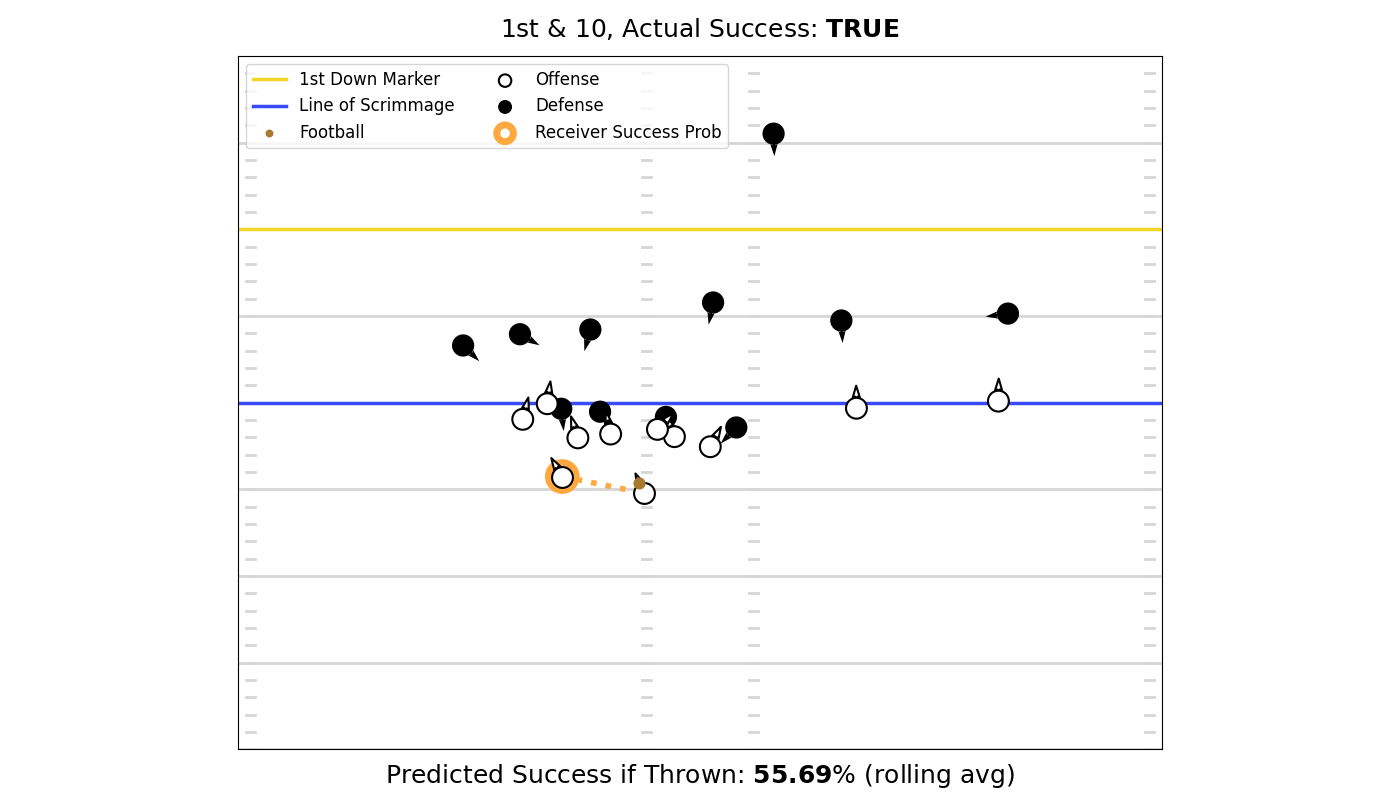 1st & 10, Actual Success: TRUE
1st Down Marker
Line of Scrimmage
Football
Offense
Defense
Receiver Success Prob
Predicted Success if Thrown: 55.69% (rolling avg)